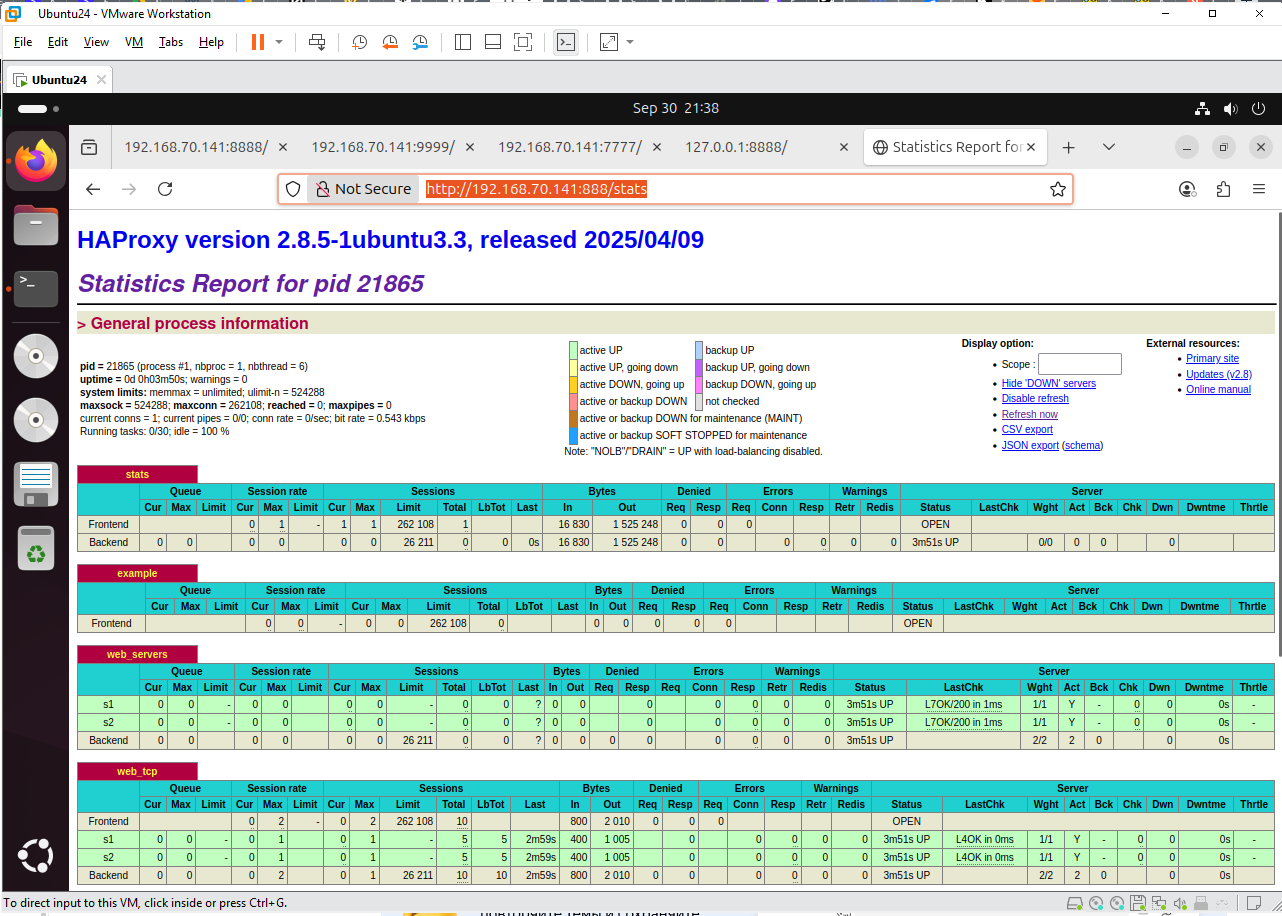 Ubuntu24 - VMware Workstation
File Edit View VM Tabs Help
Ubuntu24
Sep 30 21:38
192.168.70.141:8888/ 192.168.70.141:9999/ 192.168.70.141:7777/ 127.0.0.1:8888/ Statistics Report for
Not Secure http://192.168.70.141:888/stats
HAProxy version 2.8.5-1ubuntu3.3, released 2025/04/09
Statistics Report for pid 21865
> General process information
pid = 21865 (process #1, nbproc = 1, nbthread = 6)
uptime = 0d 0h03m50s; warnings = 0
system limits: memmax = unlimited; ulimit-n = 524288
maxsock = 524288; maxconn = 262108; reached = 0; maxpipes = 0
current conns = 1; current pipes = 0/0; conn rate = 0/sec; bit rate = 0.543 kbps
Running tasks: 0/30; idle = 100 %
active UP backup UP
active UP, going down backup UP, going down
active DOWN, going up backup DOWN, going up
active or backup DOWN not checked
active or backup DOWN for maintenance (MAINT)
active or backup SOFT STOPPED for maintenance
Note: "NOLB"/"DRAIN" = UP with load-balancing disabled.
Display option:
Scope :
Hide 'DOWN' servers
Disable refresh
Refresh now
CSV export
JSON export (schema)
External resources:
Primary site
Updates (v2.8)
Online manual
stats
Queue Session rate Sessions Bytes Denied Errors Warnings Server
Cur Max Limit Cur Max Limit Cur Max Limit Total LbTot Last In Out Req Resp Req Conn Resp Retr Redis Status LastChk Wght Act Bck Chk Dwn Dwntme Thrtle
Frontend 0 1 - 1 1 262 108 1 16 830 1 525 248 0 0 0 OPEN
Backend 0 0 0 0 0 0 26 211 0 0 0s 16 830 1 525 248 0 0 0 0 0 0 3m51s UP 0/0 0 0 0
example
Queue Session rate Sessions Bytes Denied Errors Warnings Server
Cur Max Limit Cur Max Limit Cur Max Limit Total LbTot Last In Out Req Resp Req Conn Resp Retr Redis Status LastChk Wght Act Bck Chk Dwn Dwntme Thrtle
Frontend 0 0 - 0 0 262 108 0 0 0 0 0 0 OPEN
web_servers
Queue Session rate Sessions Bytes Denied Errors Warnings Server
Cur Max Limit Cur Max Limit Cur Max Limit Total LbTot Last In Out Req Resp Req Conn Resp Retr Redis Status LastChk Wght Act Bck Chk Dwn Dwntme Thrtle
s1 0 0 - 0 0 0 0 - 0 0 ? 0 0 0 0 0 0 0 3m51s UP L7OK/200 in 1ms 1/1 Y - 0 0 0s -
s2 0 0 - 0 0 0 0 - 0 0 ? 0 0 0 0 0 0 0 3m51s UP L7OK/200 in 1ms 1/1 Y - 0 0 0s -
Backend 0 0 0 0 0 0 26 211 0 0 ? 0 0 0 0 0 0 0 0 3m51s UP 2/2 2 0 0 0s
web_tcp
Queue Session rate Sessions Bytes Denied Errors Warnings Server
Cur Max Limit Cur Max Limit Cur Max Limit Total LbTot Last In Out Req Resp Req Conn Resp Retr Redis Status LastChk Wght Act Bck Chk Dwn Dwntme Thrtle
Frontend 0 2 - 0 2 262 108 10 800 2 010 0 0 0 OPEN
s1 0 0 - 0 1 0 1 - 5 5 2m59s 400 1 005 0 0 0 0 0 3m51s UP L4OK in 0ms 1/1 Y - 0 0 0s -
s2 0 0 - 0 1 0 1 - 5 5 2m59s 400 1 005 0 0 0 0 0 3m51s UP L4OK in 0ms 1/1 Y - 0 0 0s -
Backend 0 0 0 2 0 1 26 211 10 10 2m59s 800 2 010 0 0 0 0 0 0 3m51s UP 2/2 2 0 0 0s
To direct input to this VM, click inside or press Ctrl+G.